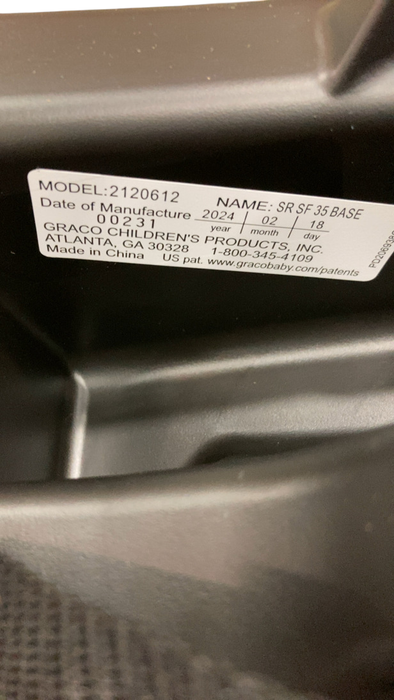 MODEL:2120612 NAME: SR SF 35 BASE
Date of Manufacture 2024 / 02 / 18
00231 year month day
GRACO CHILDREN'S PRODUCTS, INC.
ATLANTA, GA 30328 1-800-345-4109
Made in China US pat. www.gracobaby.com/patents